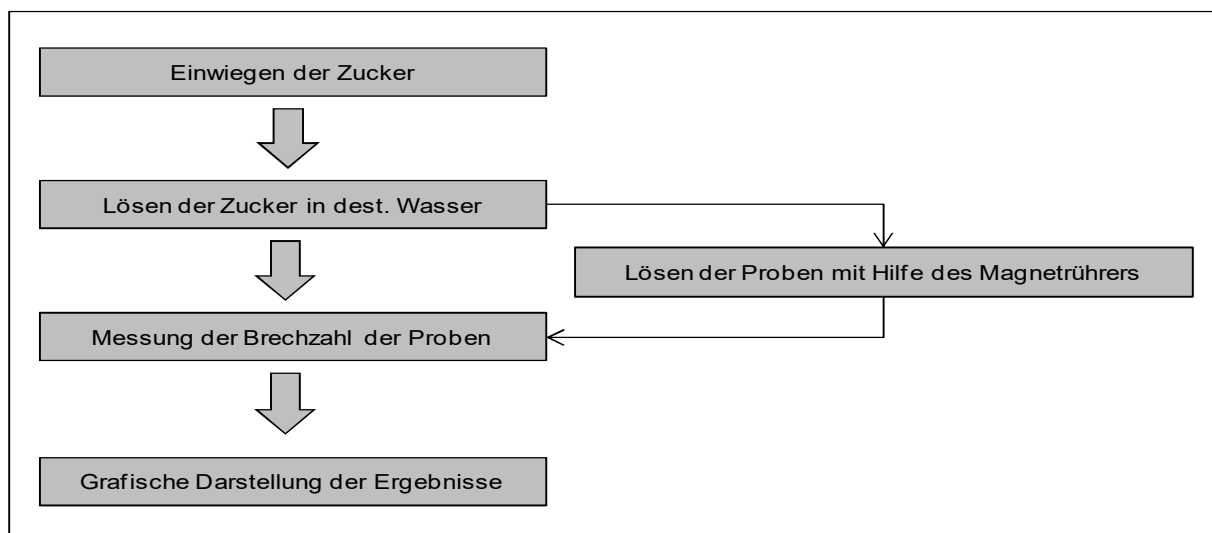 Einwiegen der Zucker
Lösen der Zucker in dest. Wasser
Lösen der Proben mit Hilfe des Magnetrührers
Messung der Brechzahl der Proben
Grafische Darstellung der Ergebnisse